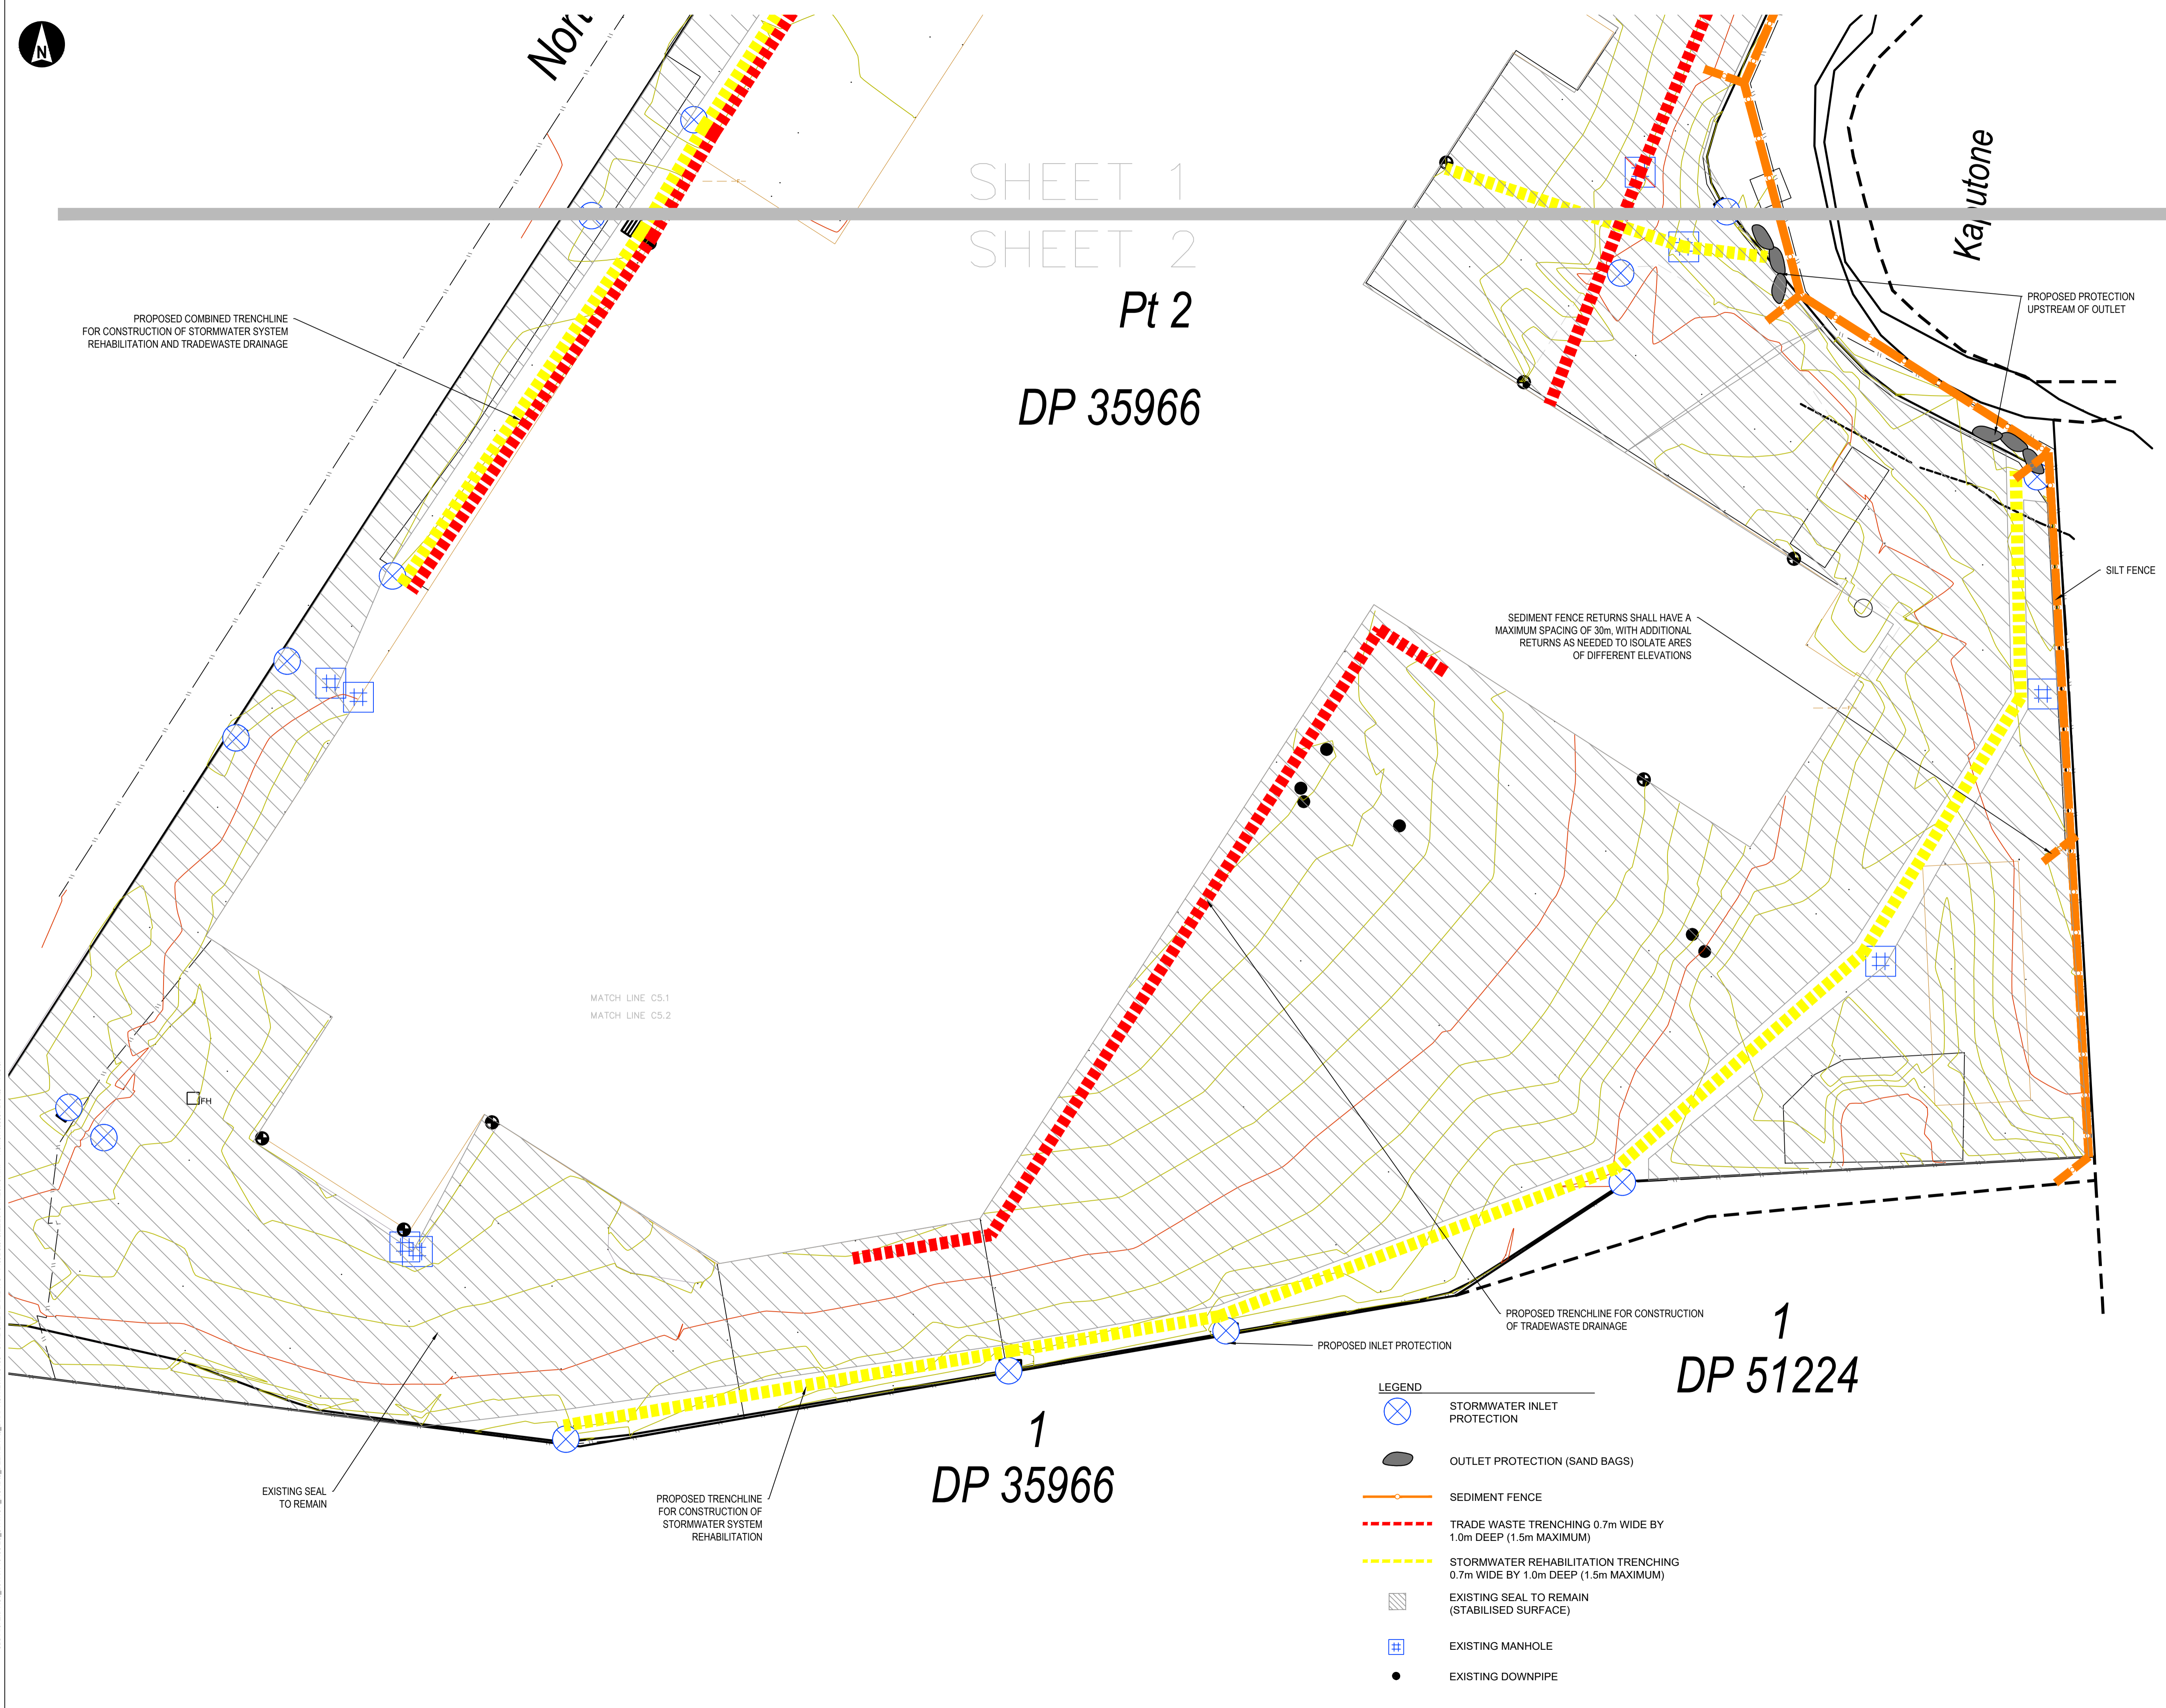 N
Nor
Kaputone
SHEET 1
SHEET 2
Pt 2
DP 35966
PROPOSED COMBINED TRENCHLINE
FOR CONSTRUCTION OF STORMWATER SYSTEM
REHABILITATION AND TRADEWASTE DRAINAGE
PROPOSED PROTECTION
UPSTREAM OF OUTLET
SILT FENCE
SEDIMENT FENCE RETURNS SHALL HAVE A
MAXIMUM SPACING OF 30m, WITH ADDITIONAL
RETURNS AS NEEDED TO ISOLATE ARES
OF DIFFERENT ELEVATIONS
MATCH LINE C5.1
MATCH LINE C5.2
FH
PROPOSED TRENCHLINE FOR CONSTRUCTION
OF TRADEWASTE DRAINAGE
PROPOSED INLET PROTECTION
1
DP 51224
1
DP 35966
EXISTING SEAL
TO REMAIN
PROPOSED TRENCHLINE
FOR CONSTRUCTION OF
STORMWATER SYSTEM
REHABILITATION
LEGEND
STORMWATER INLET
PROTECTION
OUTLET PROTECTION (SAND BAGS)
SEDIMENT FENCE
TRADE WASTE TRENCHING 0.7m WIDE BY
1.0m DEEP (1.5m MAXIMUM)
STORMWATER REHABILITATION TRENCHING
0.7m WIDE BY 1.0m DEEP (1.5m MAXIMUM)
EXISTING SEAL TO REMAIN
(STABILISED SURFACE)
EXISTING MANHOLE
EXISTING DOWNPIPE